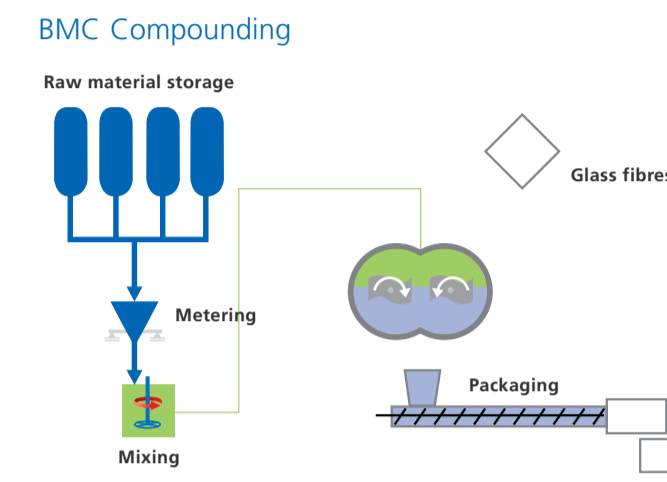 BMC Compounding
Raw material storage
Glass fibres
Metering
Packaging
Mixing